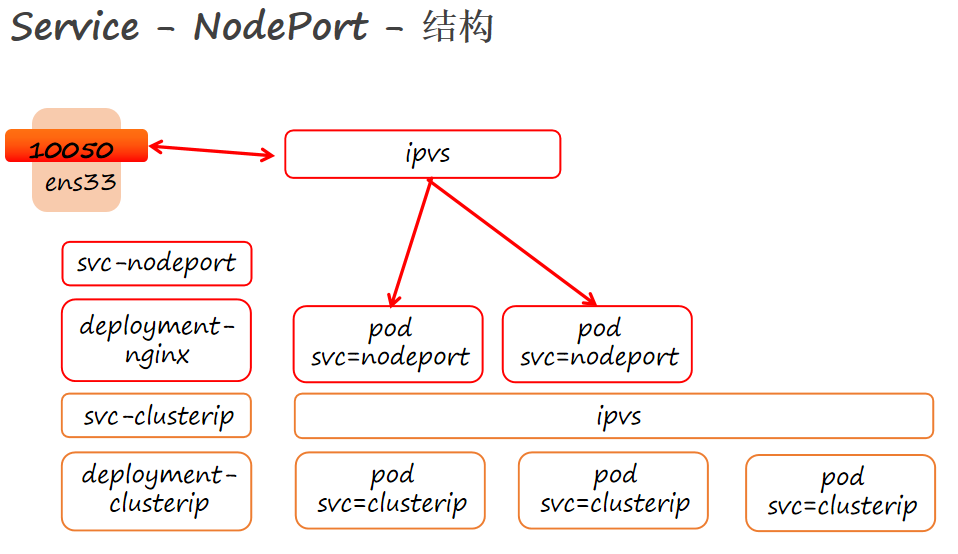 Service - NodePort - 结构
10050
ens33
ipvs
svc-nodeport
deployment-
nginx
pod
svc=nodeport
pod
svc=nodeport
svc-clusterip
ipvs
deployment-
clusterip
pod
svc=clusterip
pod
svc=clusterip
pod
svc=clusterip